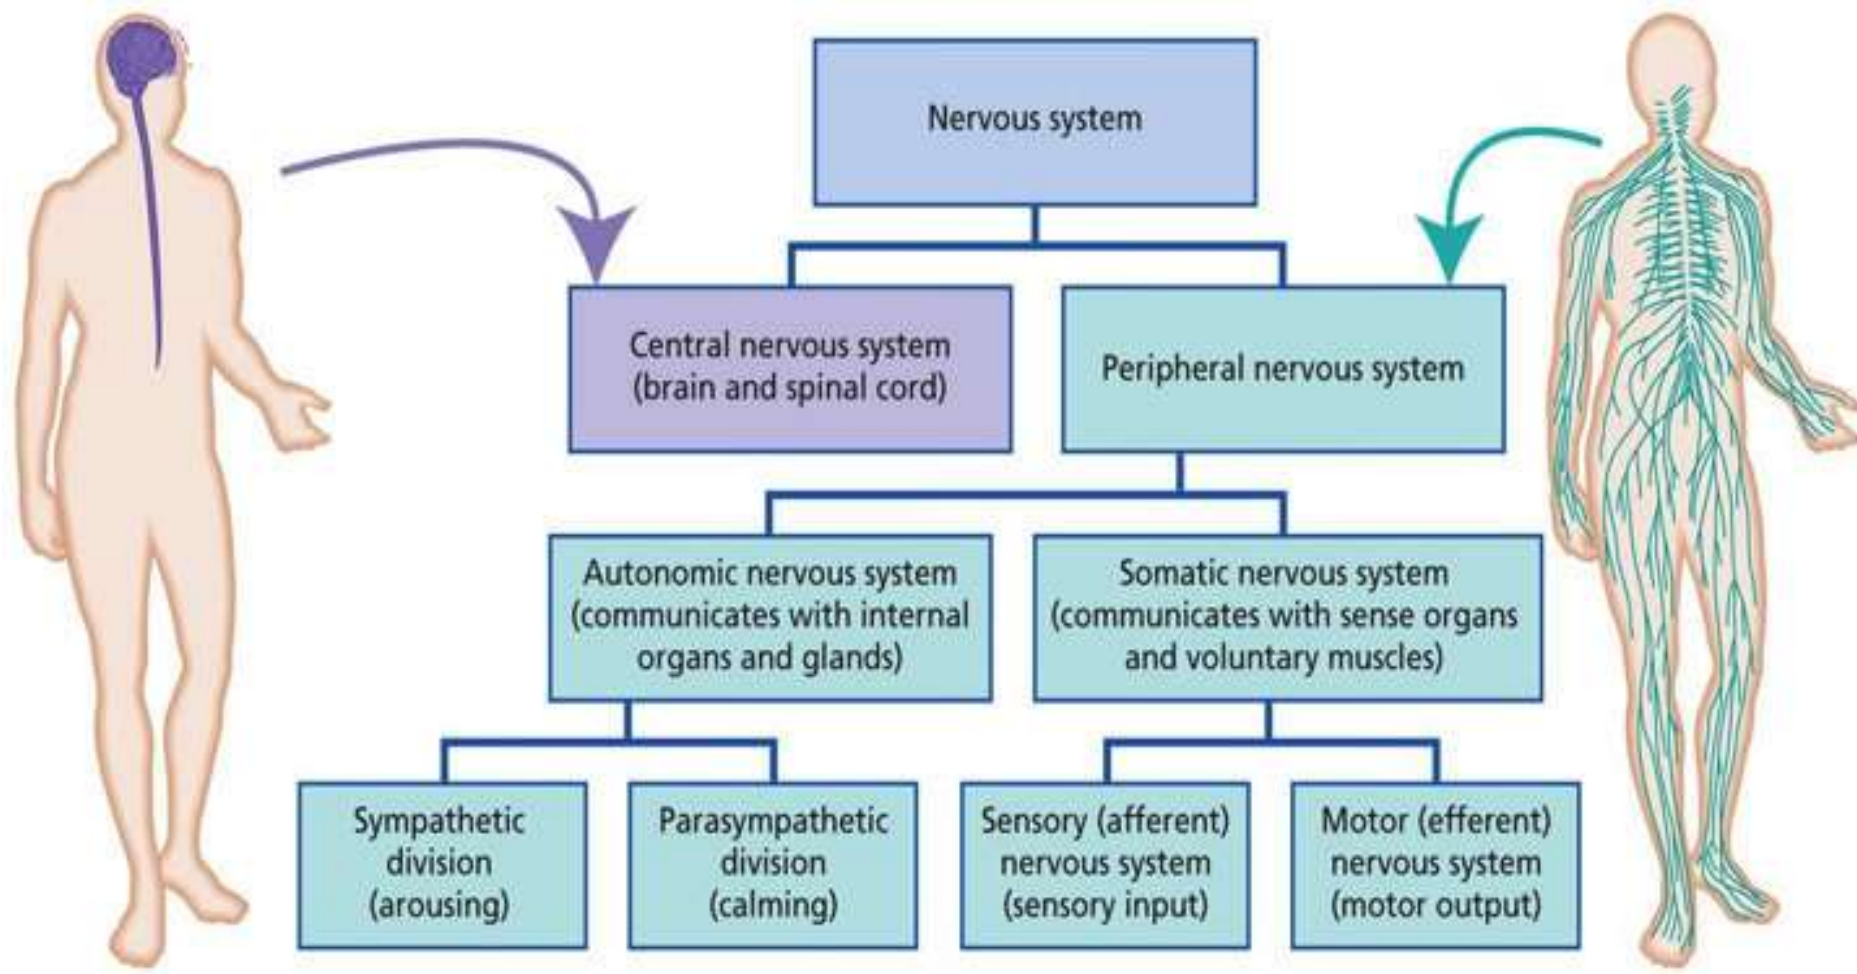 Nervous system
Central nervous system
(brain and spinal cord)
Peripheral nervous system
Autonomic nervous system
(communicates with internal
organs and glands)
Somatic nervous system
(communicates with sense organs
and voluntary muscles)
Sympathetic
division
(arousing)
Parasympathetic
division
(calming)
Sensory (afferent)
nervous system
(sensory input)
Motor (efferent)
nervous system
(motor output)